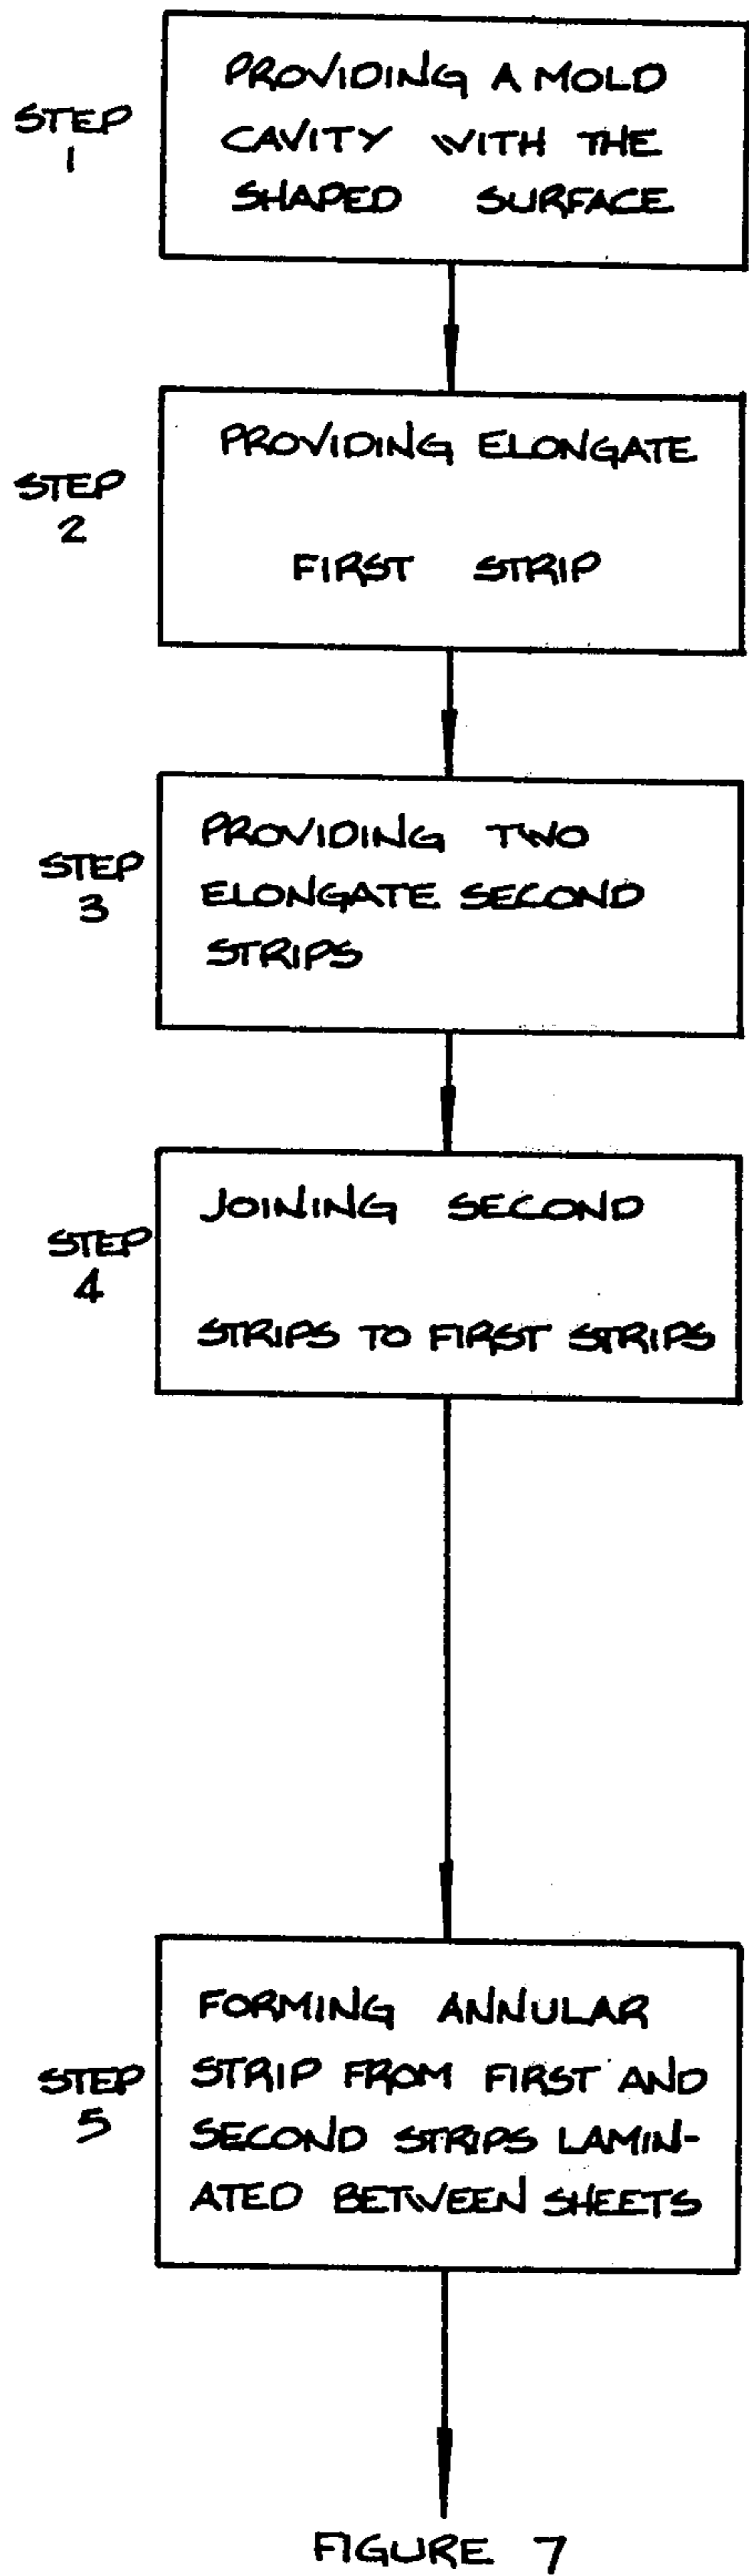 STEP
1
PROVIDING A MOLD
CAVITY WITH THE
SHAPED SURFACE
STEP
2
PROVIDING ELONGATE
FIRST STRIP
STEP
3
PROVIDING TWO
ELONGATE SECOND
STRIPS
STEP
4
JOINING SECOND
STRIPS TO FIRST STRIPS
STEP
5
FORMING ANNULAR
STRIP FROM FIRST AND
SECOND STRIPS LAMIN-
ATED BETWEEN SHEETS
FIGURE 7